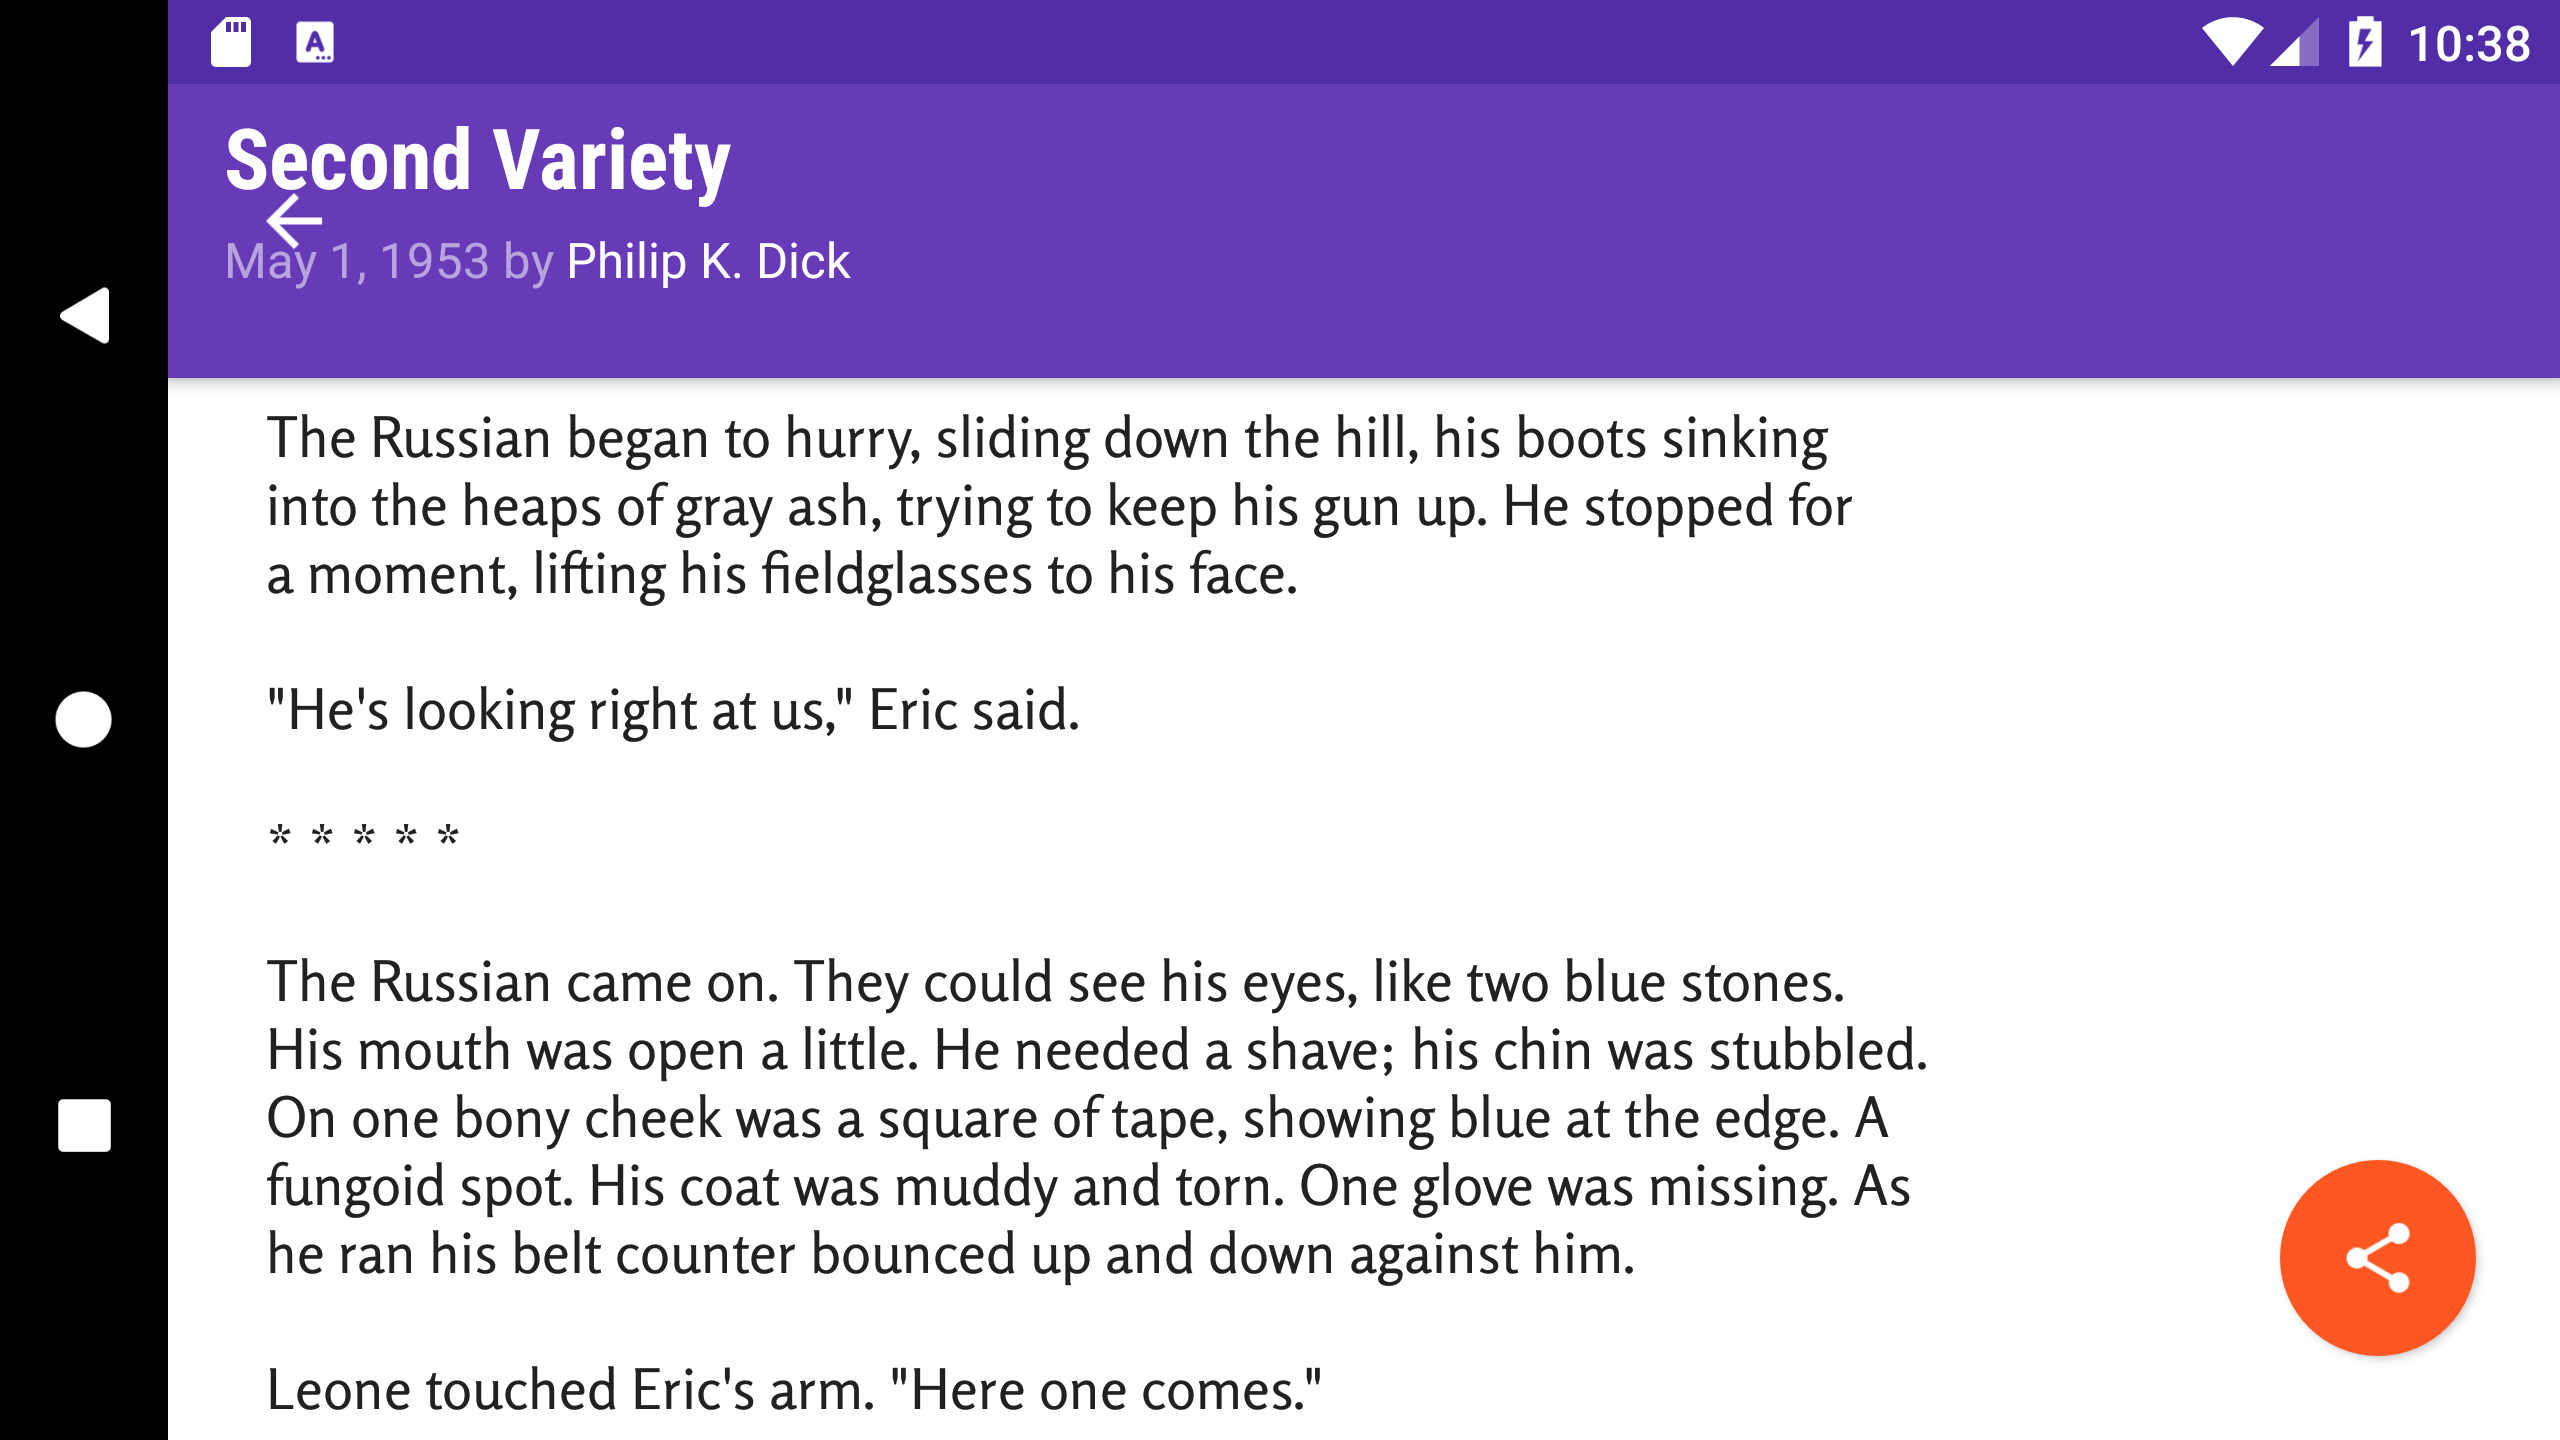 10:38
Second Variety
May 1, 1953 by Philip K. Dick
The Russian began to hurry, sliding down the hill, his boots sinking
into the heaps of gray ash, trying to keep his gun up. He stopped for
a moment, lifting his fieldglasses to his face.
"He's looking right at us," Eric said.
* * * * *
The Russian came on. They could see his eyes, like two blue stones.
His mouth was open a little. He needed a shave; his chin was stubbled.
On one bony cheek was a square of tape, showing blue at the edge. A
fungoid spot. His coat was muddy and torn. One glove was missing. As
he ran his belt counter bounced up and down against him.
Leone touched Eric's arm. "Here one comes."